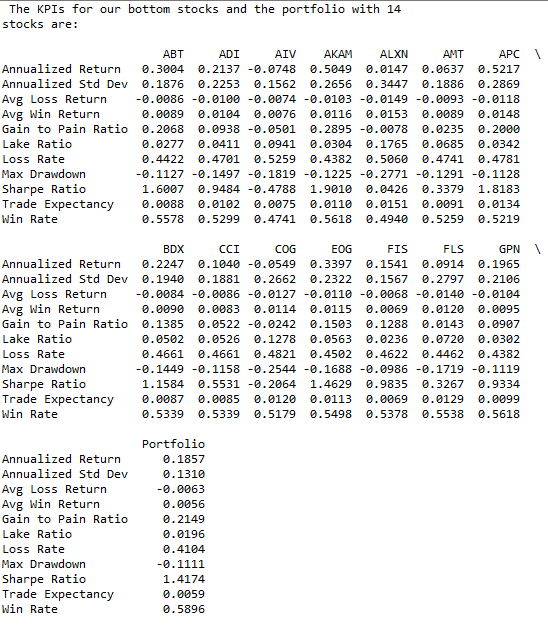 The KPIs for our bottom stocks and the portfolio with 14
stocks are:
ABT ADI AIV AKAM ALXN AMT APC \
Annualized Return 0.3004 0.2137 -0.0748 0.5049 0.0147 0.0637 0.5217
Annualized Std Dev 0.1876 0.2253 0.1562 0.2656 0.3447 0.1886 0.2869
Avg Loss Return -0.0086 -0.0100 -0.0074 -0.0103 -0.0149 -0.0093 -0.0118
Avg Win Return 0.0089 0.0104 0.0076 0.0116 0.0153 0.0089 0.0148
Gain to Pain Ratio 0.2068 0.0938 -0.0501 0.2895 -0.0078 0.0235 0.2000
Lake Ratio 0.0277 0.0411 0.0941 0.0304 0.1765 0.0685 0.0342
Loss Rate 0.4422 0.4701 0.5259 0.4382 0.5060 0.4741 0.4781
Max Drawdown -0.1127 -0.1497 -0.1819 -0.1225 -0.2771 -0.1291 -0.1128
Sharpe Ratio 1.6007 0.9484 -0.4788 1.9010 0.0426 0.3379 1.8183
Trade Expectancy 0.0088 0.0102 0.0075 0.0110 0.0151 0.0091 0.0134
Win Rate 0.5578 0.5299 0.4741 0.5618 0.4940 0.5259 0.5219
BDX CCI COG EOG FIS FLS GPN \
Annualized Return 0.2247 0.1040 -0.0549 0.3397 0.1541 0.0914 0.1965
Annualized Std Dev 0.1940 0.1881 0.2662 0.2322 0.1567 0.2797 0.2106
Avg Loss Return -0.0084 -0.0086 -0.0127 -0.0110 -0.0068 -0.0140 -0.0104
Avg Win Return 0.0090 0.0083 0.0114 0.0115 0.0069 0.0120 0.0095
Gain to Pain Ratio 0.1385 0.0522 -0.0242 0.1503 0.1288 0.0143 0.0907
Lake Ratio 0.0502 0.0526 0.1278 0.0563 0.0236 0.0720 0.0302
Loss Rate 0.4661 0.4661 0.4821 0.4502 0.4622 0.4462 0.4382
Max Drawdown -0.1449 -0.1158 -0.2544 -0.1688 -0.0986 -0.1719 -0.1119
Sharpe Ratio 1.1584 0.5531 -0.2064 1.4629 0.9835 0.3267 0.9334
Trade Expectancy 0.0087 0.0085 0.0120 0.0113 0.0069 0.0129 0.0099
Win Rate 0.5339 0.5339 0.5179 0.5498 0.5378 0.5538 0.5618
Portfolio
Annualized Return 0.1857
Annualized Std Dev 0.1310
Avg Loss Return -0.0063
Avg Win Return 0.0056
Gain to Pain Ratio 0.2149
Lake Ratio 0.0196
Loss Rate 0.4104
Max Drawdown -0.1111
Sharpe Ratio 1.4174
Trade Expectancy 0.0059
Win Rate 0.5896